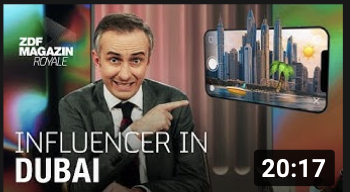 ZDF
MAGAZIN
ROYALE
INFLUENCER IN
DUBAI
20:17